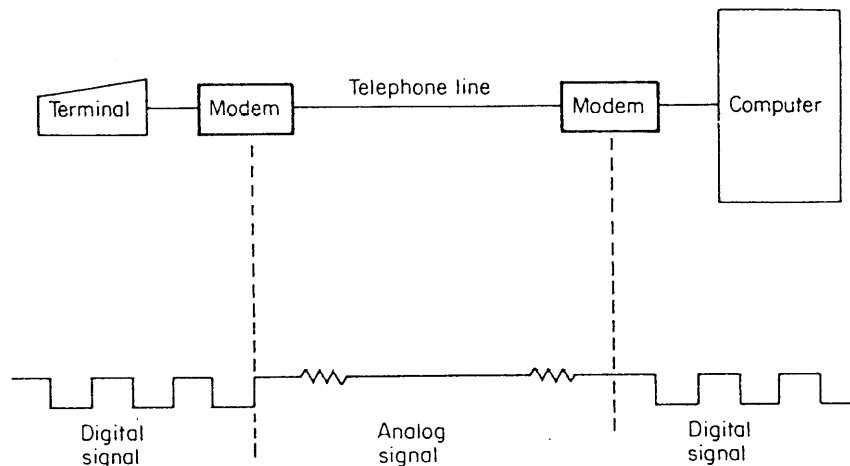 Telephone line
Terminal
Modem
Modem
Computer
Digital
signal
Analog
signal
Digital
signal